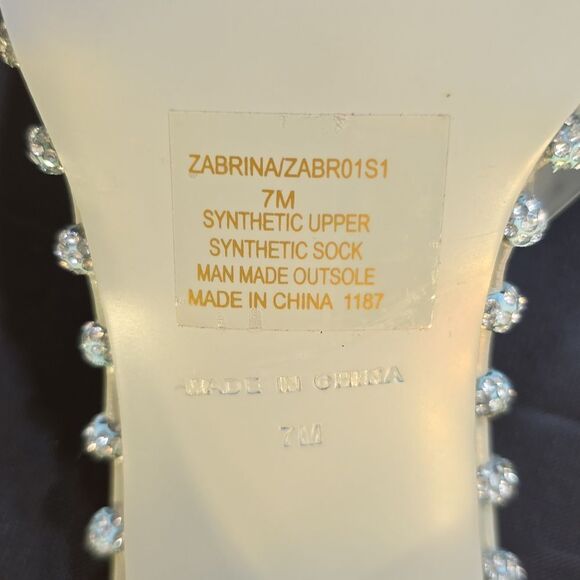 ZABRINA/ZABR01S1
7M
SYNTHETIC UPPER
SYNTHETIC SOCK
MAN MADE OUTSOLE
MADE IN CHINA 1187
MADE IN CHINA
7M